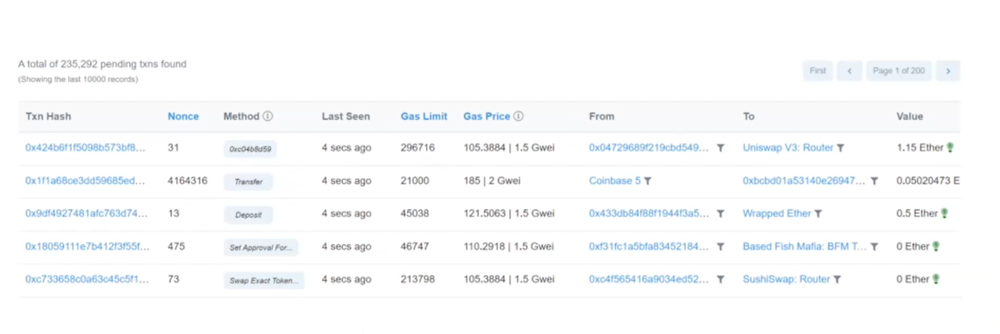 A total of 235,292 pending txns found
(Showing the last 10000 records)
First < Page 1 of 200 >
Txn Hash Nonce Method Last Seen Gas Limit Gas Price From To Value
0x424b6f1f5098b573bf8... 31 0xc04b8d59 4 secs ago 296716 105.3884 | 1.5 Gwei 0x04729689f219cbd549... Uniswap V3: Router 1.15 Ether
0x1f1a68ce3dd59685ed... 4164316 Transfer 4 secs ago 21000 185 | 2 Gwei Coinbase 5 0xbcbd01a53140e26947... 0.05020473 E
0x9df4927481afc763d74... 13 Deposit 4 secs ago 45038 121.5063 | 1.5 Gwei 0x433db84f88f1944f3a5... Wrapped Ether 0.5 Ether
0x18059111e7b412f3f55f... 475 Set Approval For... 4 secs ago 46747 110.2918 | 1.5 Gwei 0xf31fc1a5bfa83452184... Based Fish Mafia: BFM T... 0 Ether
0xc733658c0a63c45c5f1... 73 Swap Exact Token... 4 secs ago 213798 105.3884 | 1.5 Gwei 0xc4f565416a9034ed52... SushiSwap: Router 0 Ether